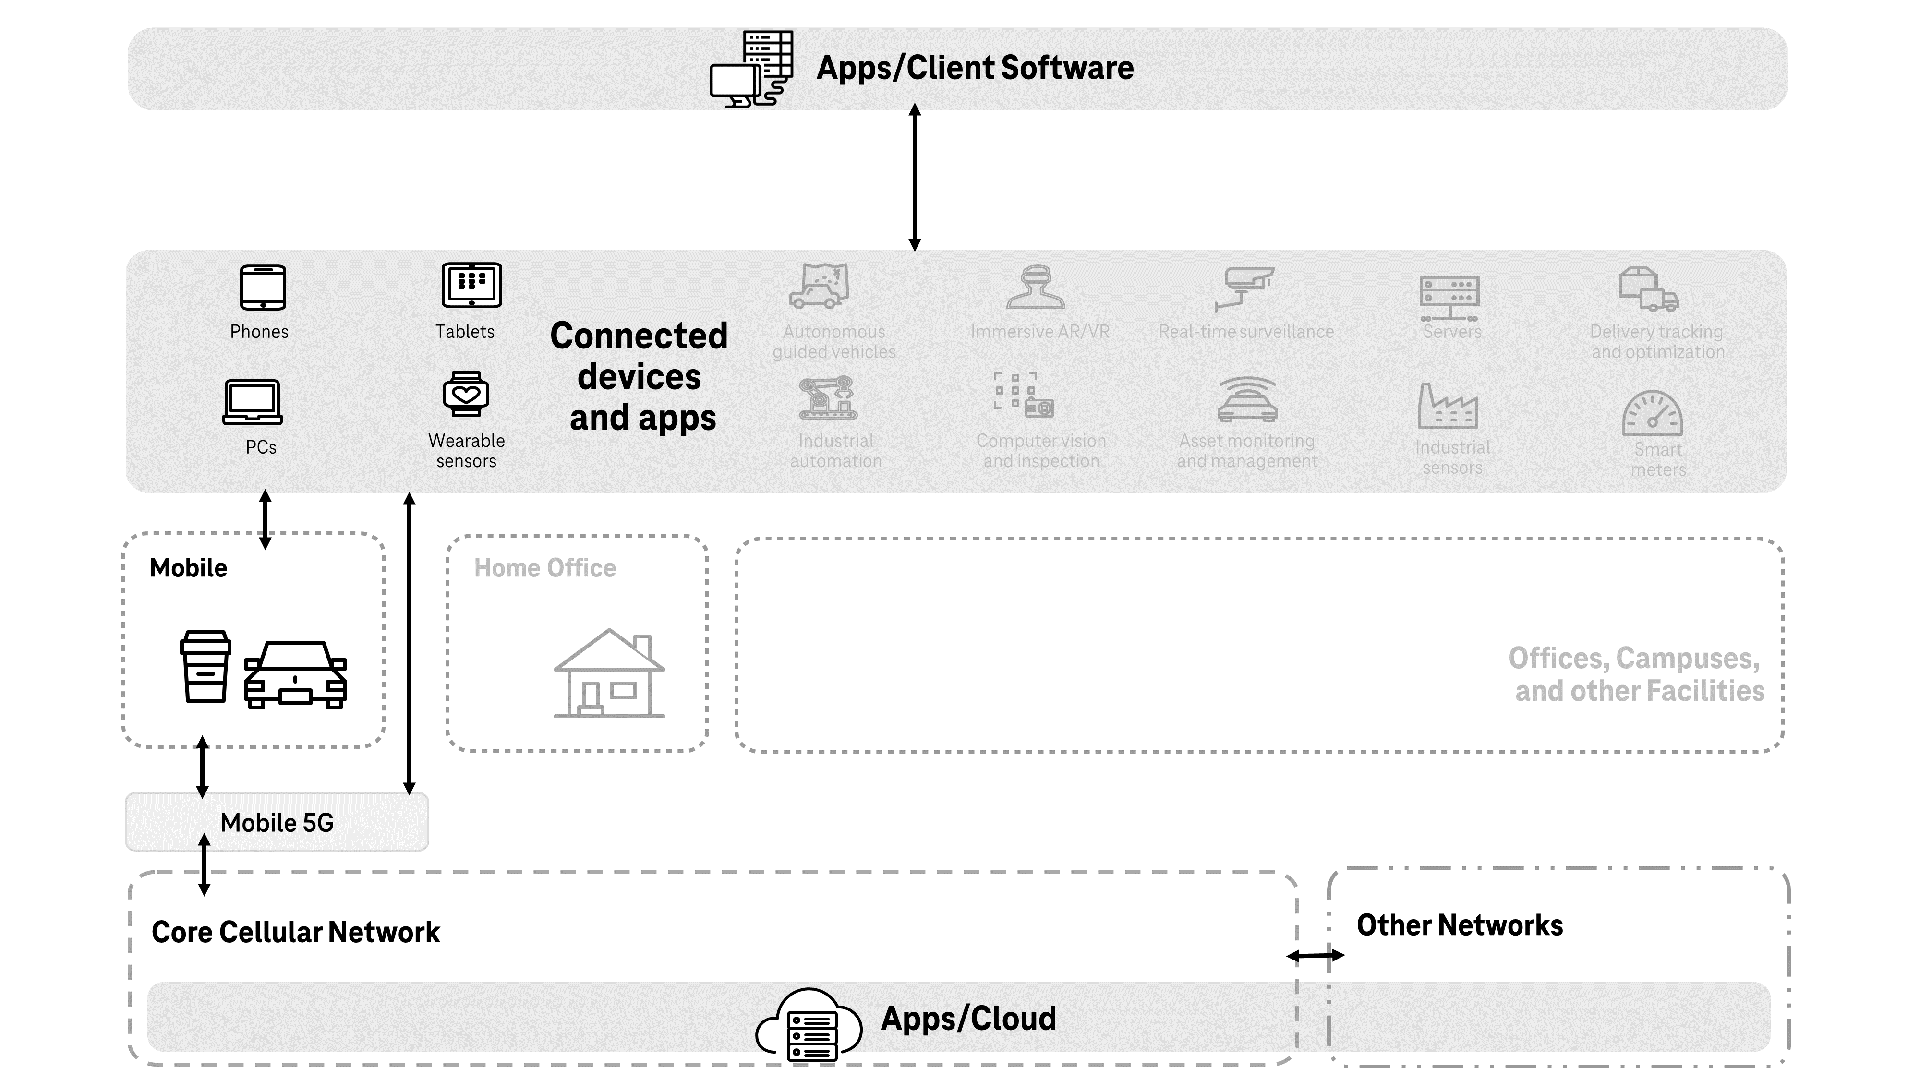 Apps/Client Software
Phones
Tablets
PCs
Wearable
sensors
Connected
devices
and apps
Autonomous
guided vehicles
Immersive AR/VR
Real-time surveillance
Servers
Delivery tracking
and optimization
Industrial
automation
Computer vision
and inspection
Asset monitoring
and management
Industrial
sensors
Smart
meters
Mobile
Home Office
Offices, Campuses,
and other Facilities
Mobile 5G
Core Cellular Network
Other Networks
Apps/Cloud